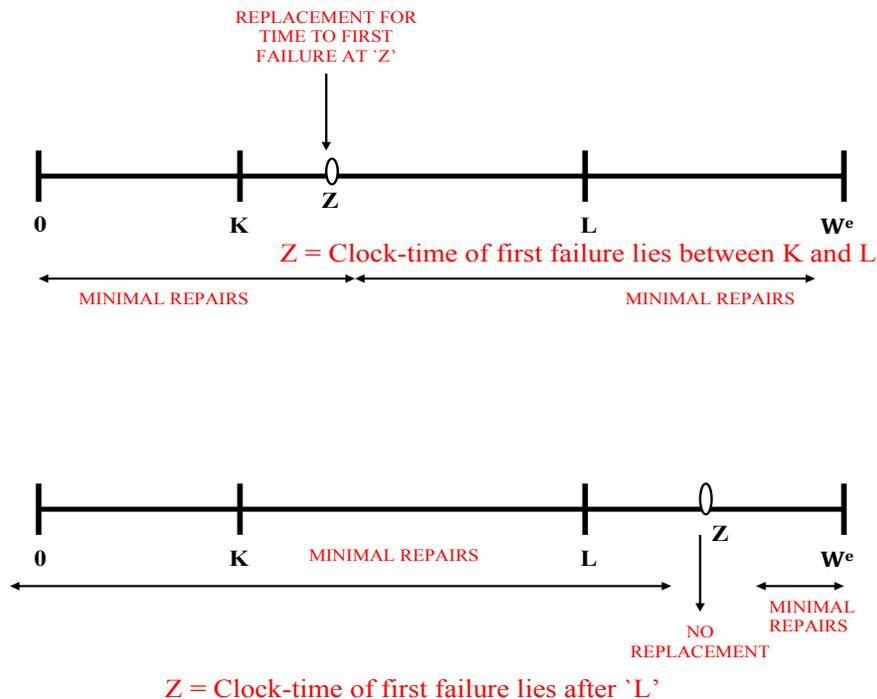 REPLACEMENT FOR
TIME TO FIRST
FAILURE AT `Z’
Z
0 K L Wᵉ
Z = Clock-time of first failure lies between K and L
MINIMAL REPAIRS MINIMAL REPAIRS
Z
0 K MINIMAL REPAIRS L Wᵉ
MINIMAL
REPAIRS
NO
REPLACEMENT
Z = Clock-time of first failure lies after `L’